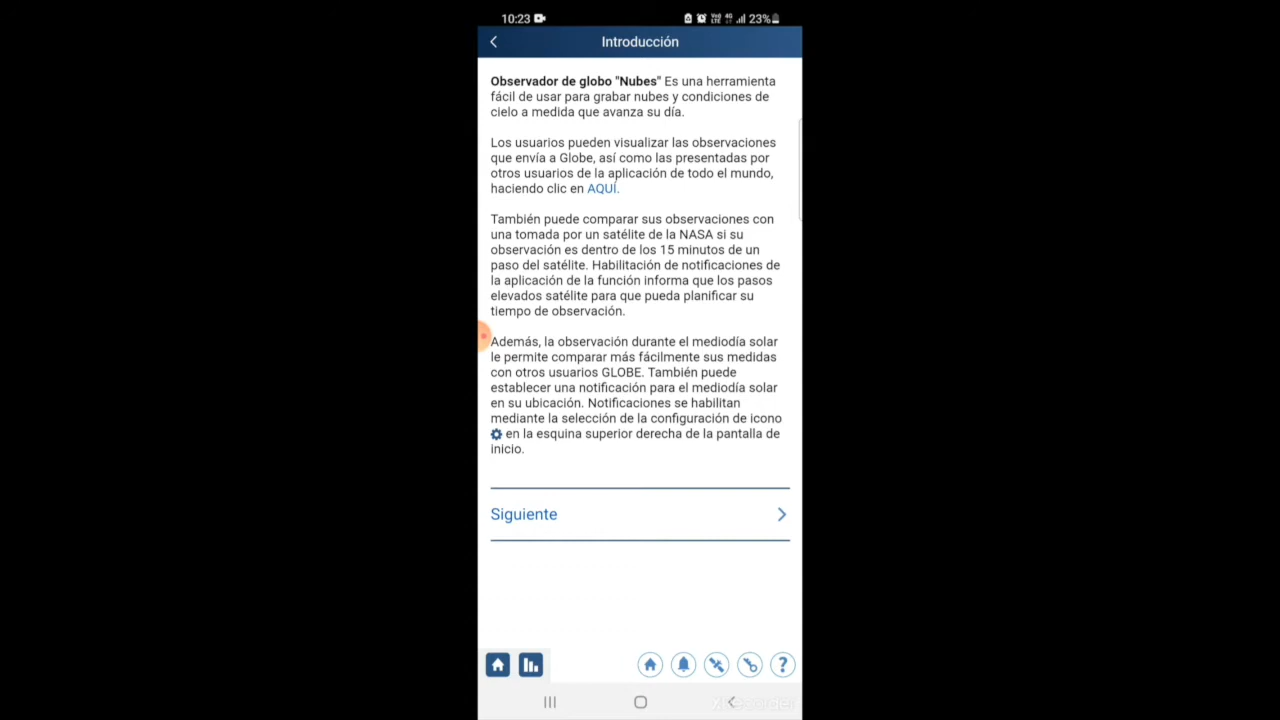 10:23
Vo)) LTE 4G 23%
Introducción
Observador de globo "Nubes" Es una herramienta
fácil de usar para grabar nubes y condiciones de
cielo a medida que avanza su día.
Los usuarios pueden visualizar las observaciones
que envía a Globe, así como las presentadas por
otros usuarios de la aplicación de todo el mundo,
haciendo clic en AQUÍ.
También puede comparar sus observaciones con
una tomada por un satélite de la NASA si su
observación es dentro de los 15 minutos de un
paso del satélite. Habilitación de notificaciones de
la aplicación de la función informa que los pasos
elevados satélite para que pueda planificar su
tiempo de observación.
Además, la observación durante el mediodía solar
le permite comparar más fácilmente sus medidas
con otros usuarios GLOBE. También puede
establecer una notificación para el mediodía solar
en su ubicación. Notificaciones se habilitan
mediante la selección de la configuración de icono
en la esquina superior derecha de la pantalla de
inicio.
Siguiente
?